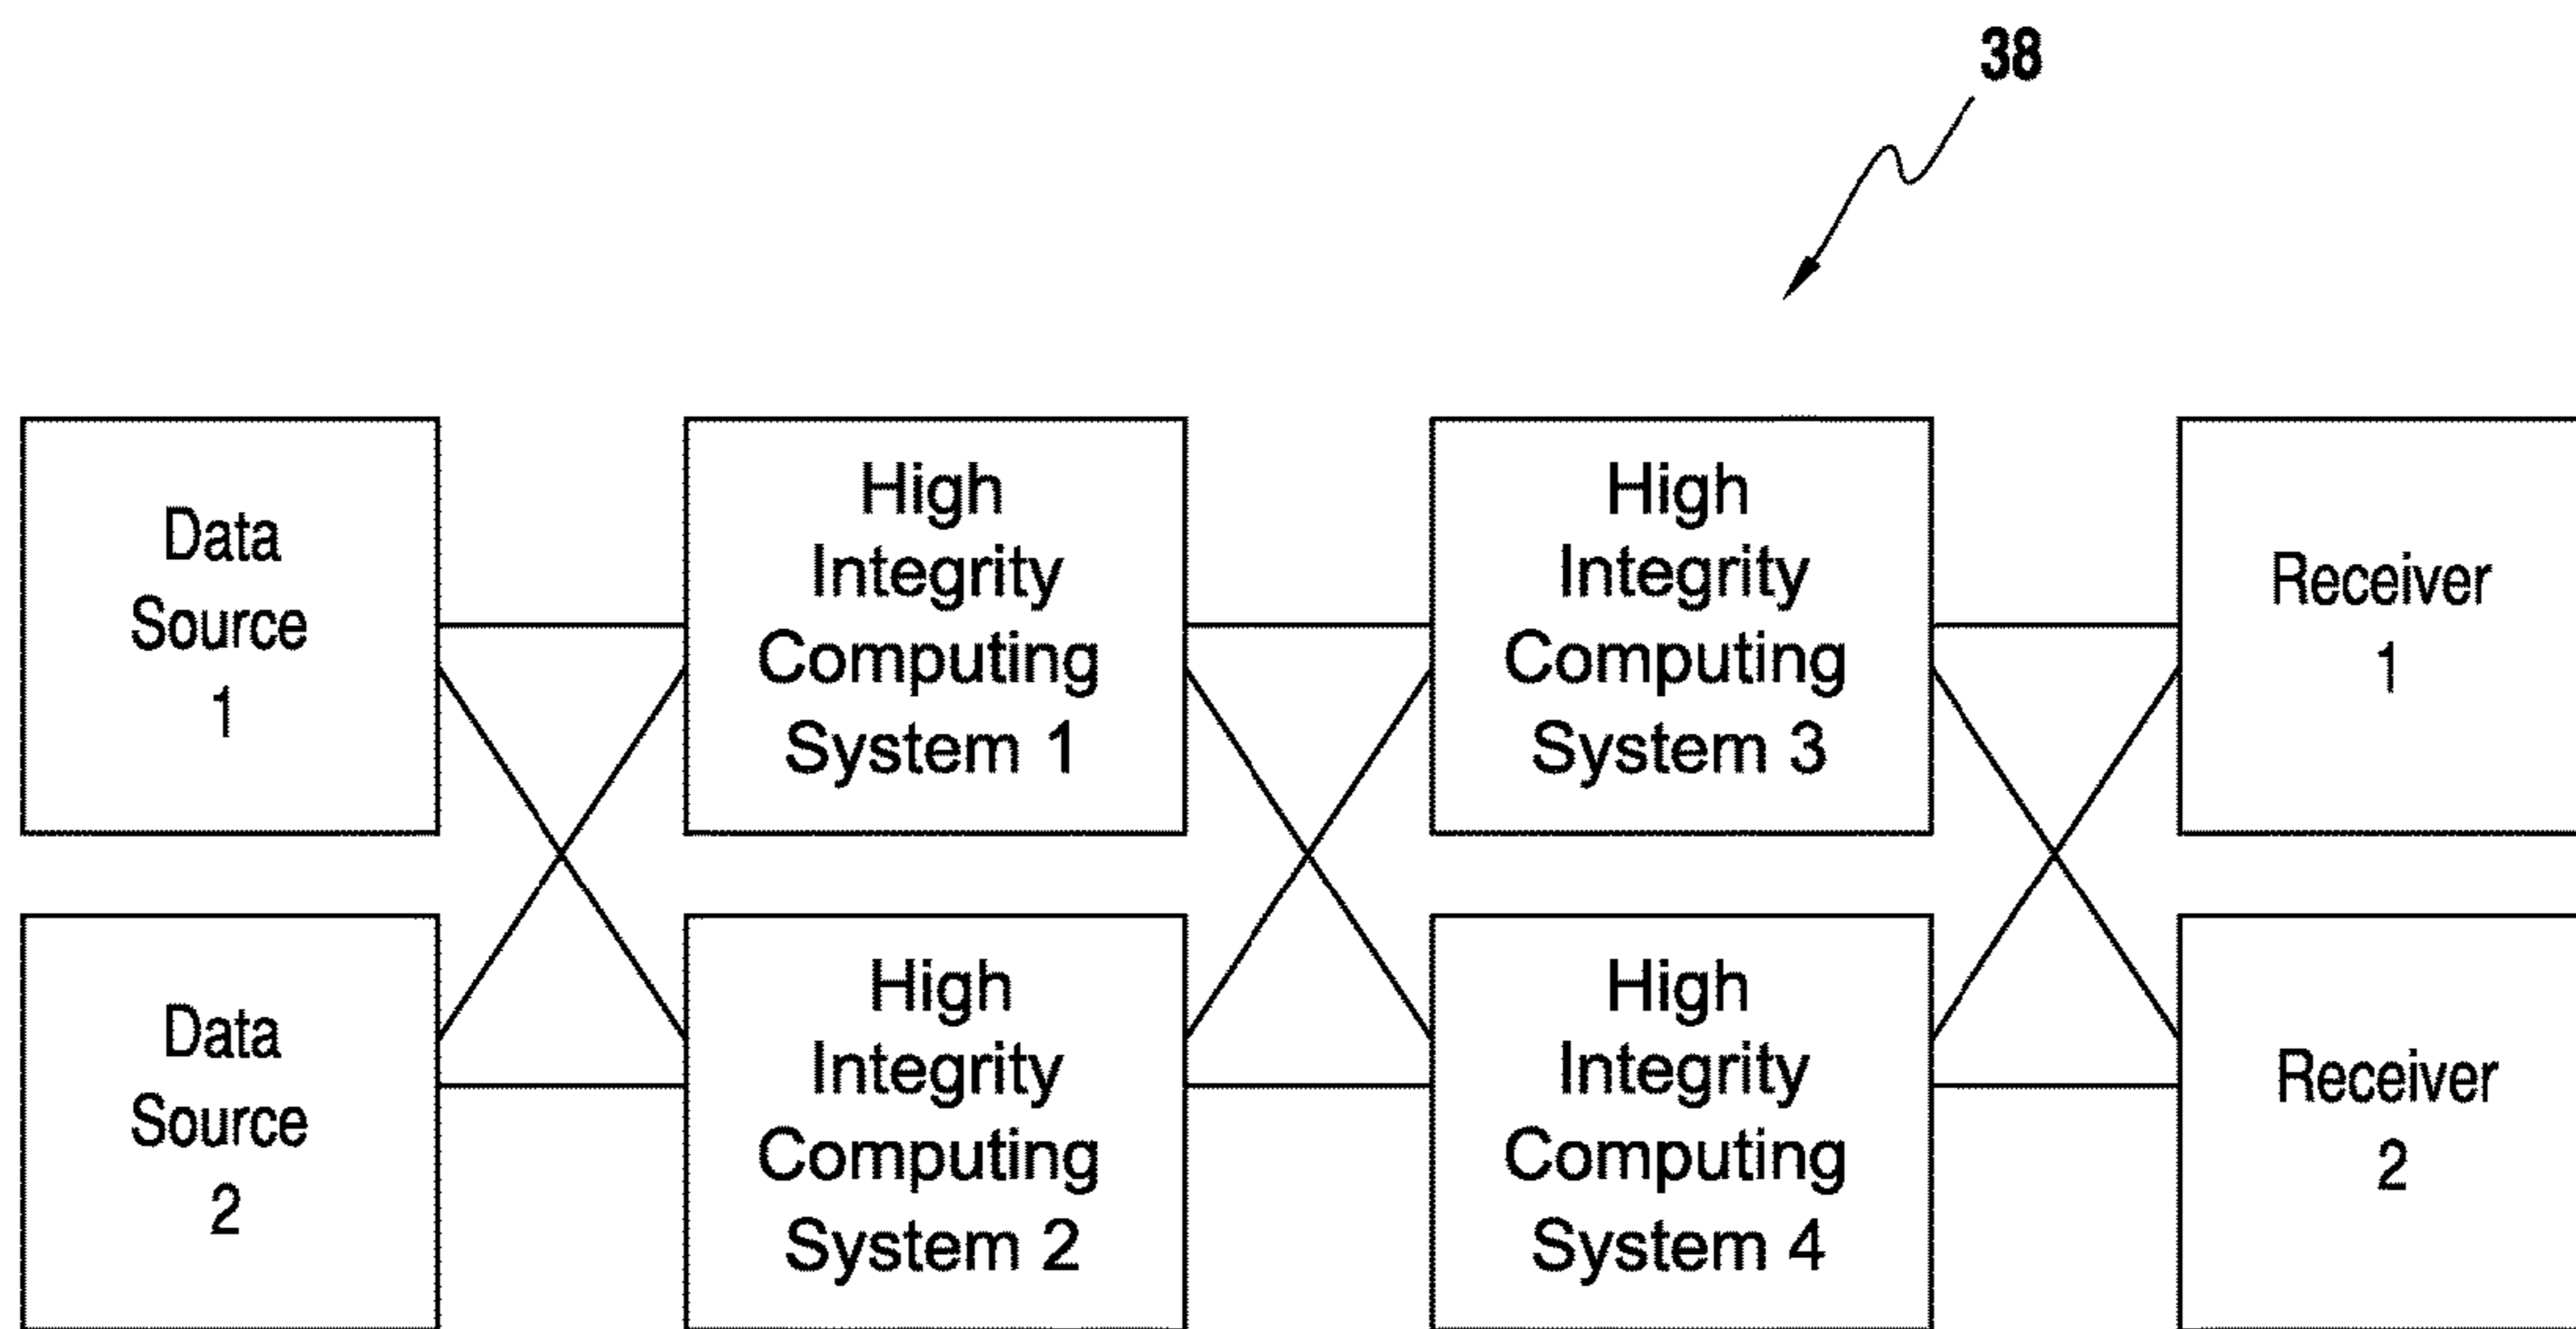 38
Data
Source
1
High
Integrity
Computing
System 1
High
Integrity
Computing
System 3
Receiver
1
Data
Source
2
High
Integrity
Computing
System 2
High
Integrity
Computing
System 4
Receiver
2